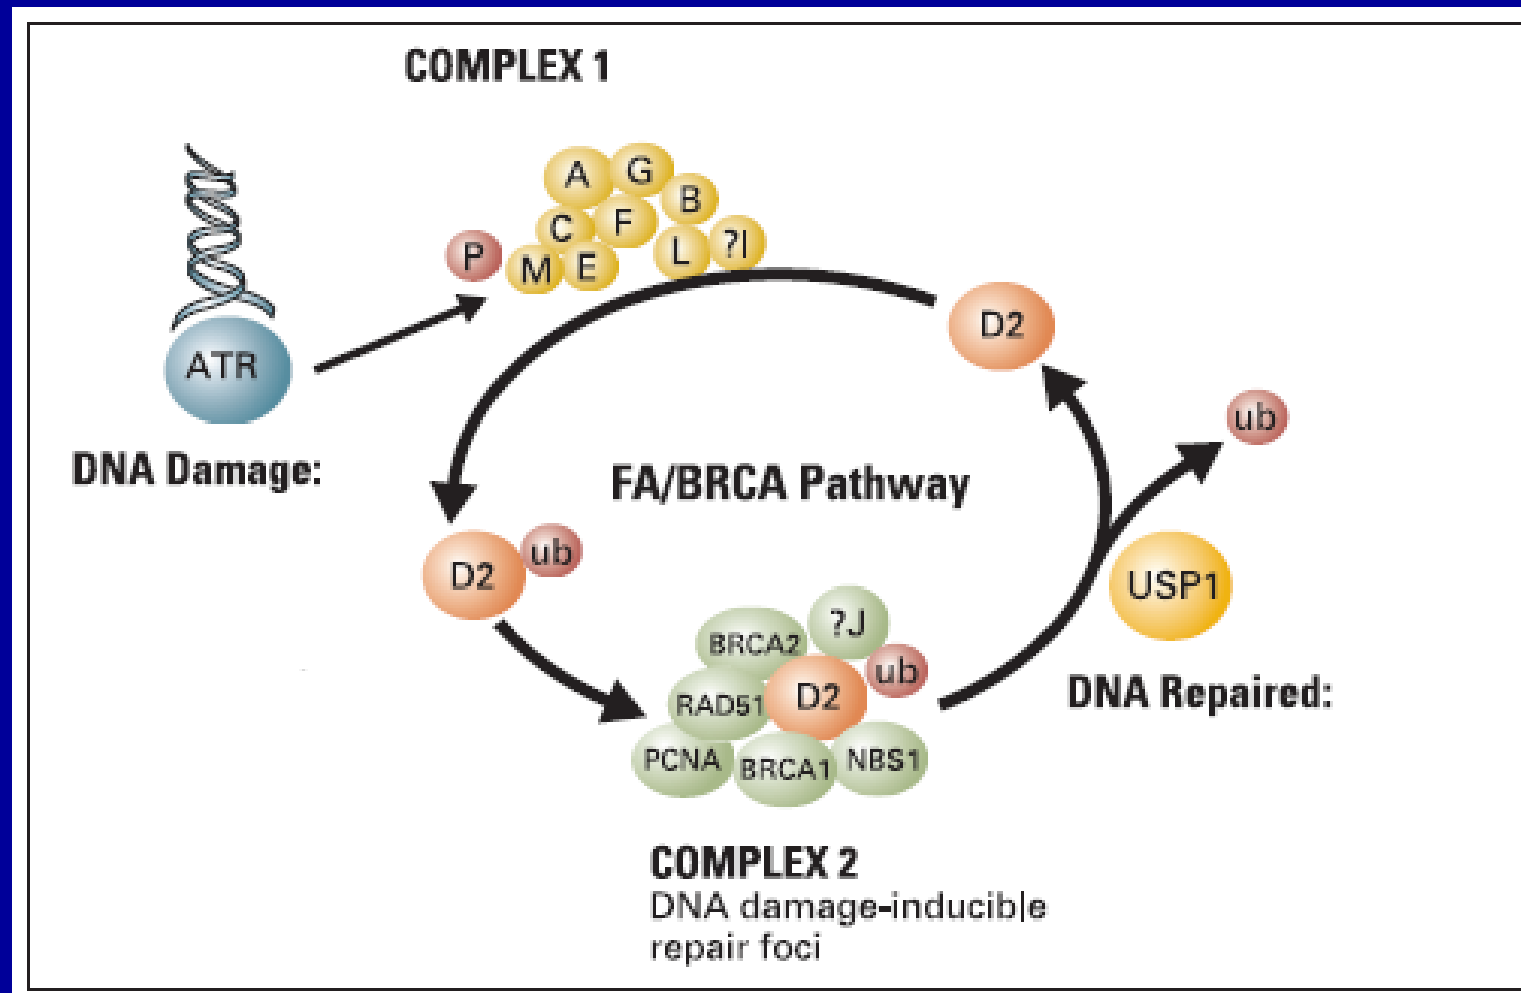 COMPLEX 1
A
G
B
C
F
P
M
E
L
?I
D2
ATR
ub
DNA Damage:
FA/BRCA Pathway
D2
ub
USP1
BRCA2
?J
ub
RAD51
D2
DNA Repaired:
PCNA
BRCA1
NBS1
COMPLEX 2
DNA damage-inducible
repair foci